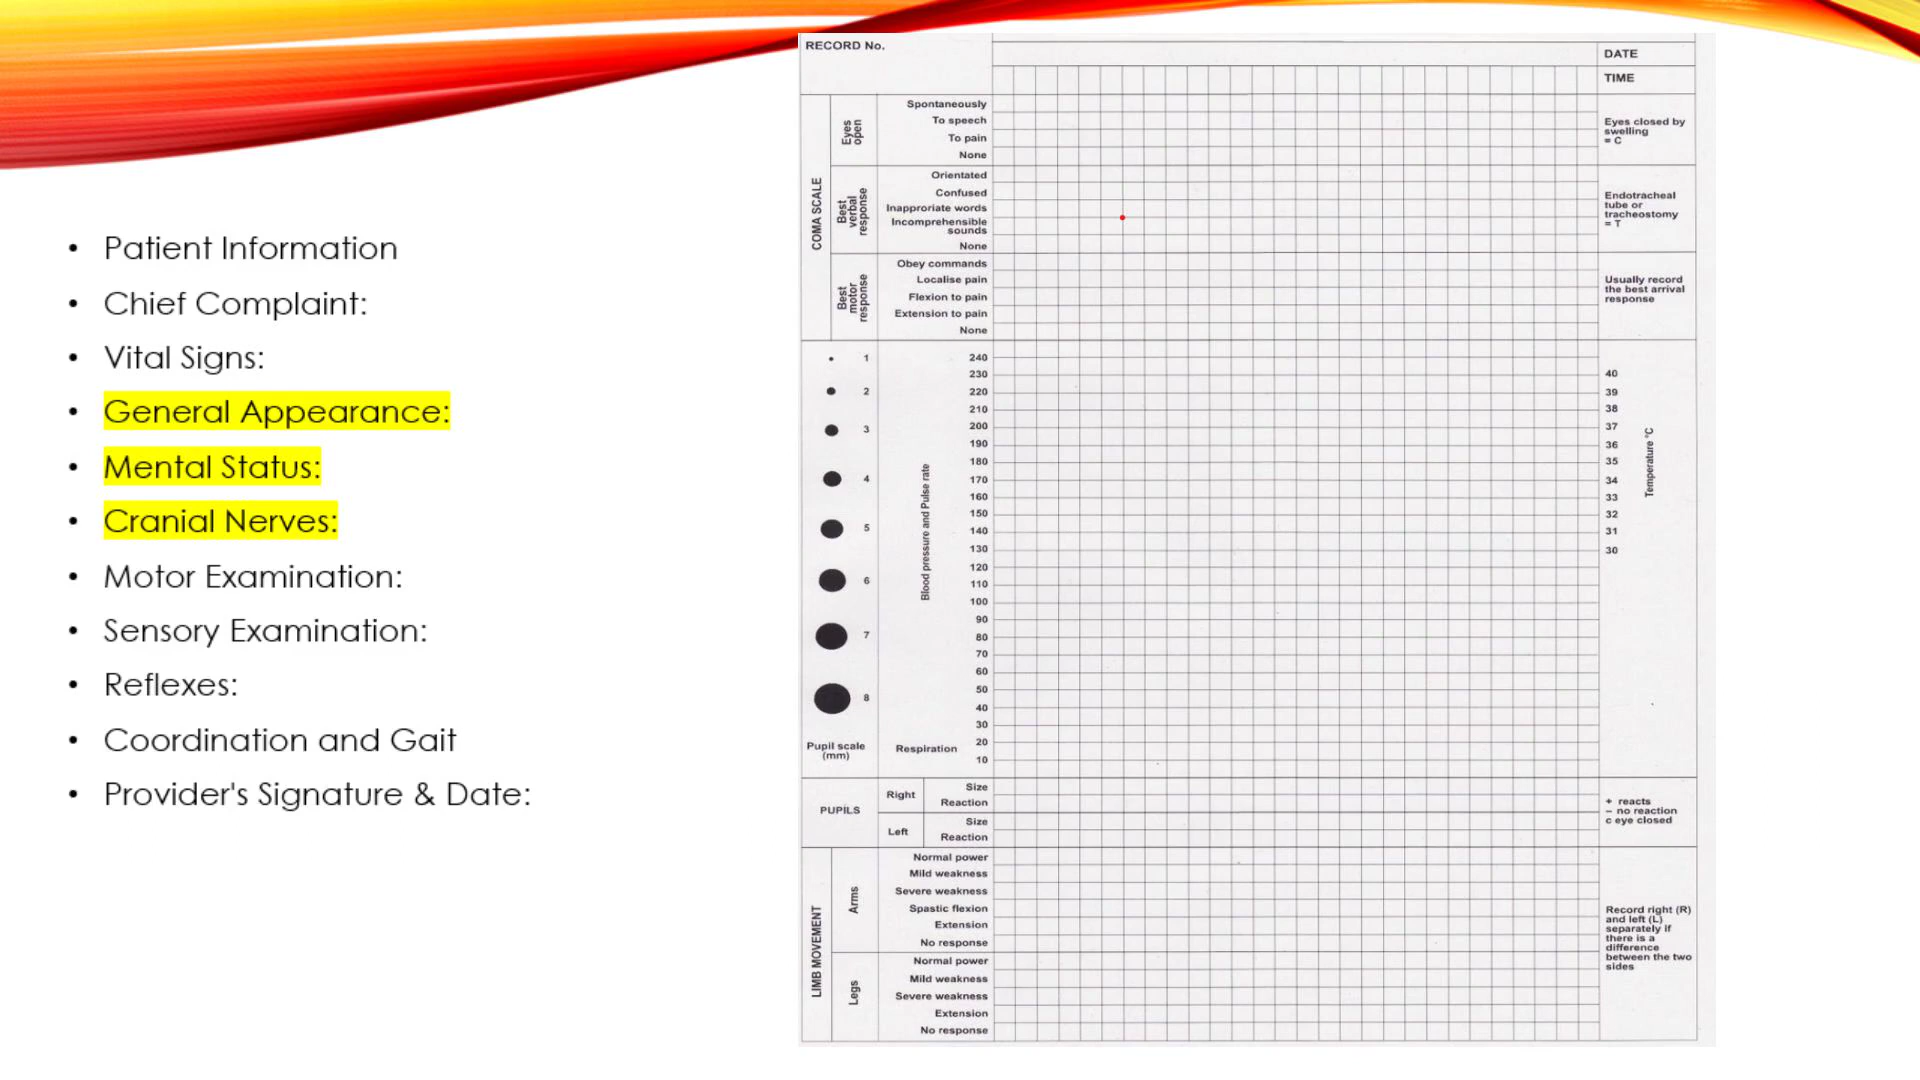 • Patient Information
• Chief Complaint:
• Vital Signs:
• General Appearance:
• Mental Status:
• Cranial Nerves:
• Motor Examination:
• Sensory Examination:
• Reflexes:
• Coordination and Gait
• Provider's Signature & Date:
RECORD No.
DATE
TIME
COMA SCALE
Eyes
open
Spontaneously
To speech
To pain
None
Eyes closed by
swelling
= C
Best
verbal
response
Orientated
Confused
Inapproriate words
Incomprehensible
sounds
None
Endotracheal
tube or
tracheostomy
= T
Best
motor
response
Obey commands
Localise pain
Flexion to pain
Extension to pain
None
Usually record
the best arrival
response
1
2
3
4
5
6
7
8
Pupil scale
(mm)
Blood pressure and Pulse rate
Respiration
240
230
220
210
200
190
180
170
160
150
140
130
120
110
100
90
80
70
60
50
40
30
20
10
40
39
38
37
36
35
34
33
32
31
30
Temperature °C
PUPILS
Right
Size
Reaction
Left
Size
Reaction
+ reacts
– no reaction
c eye closed
LIMB MOVEMENT
Arms
Normal power
Mild weakness
Severe weakness
Spastic flexion
Extension
No response
Legs
Normal power
Mild weakness
Severe weakness
Extension
No response
Record right (R)
and left (L)
separately if
there is a
difference
between the two
sides